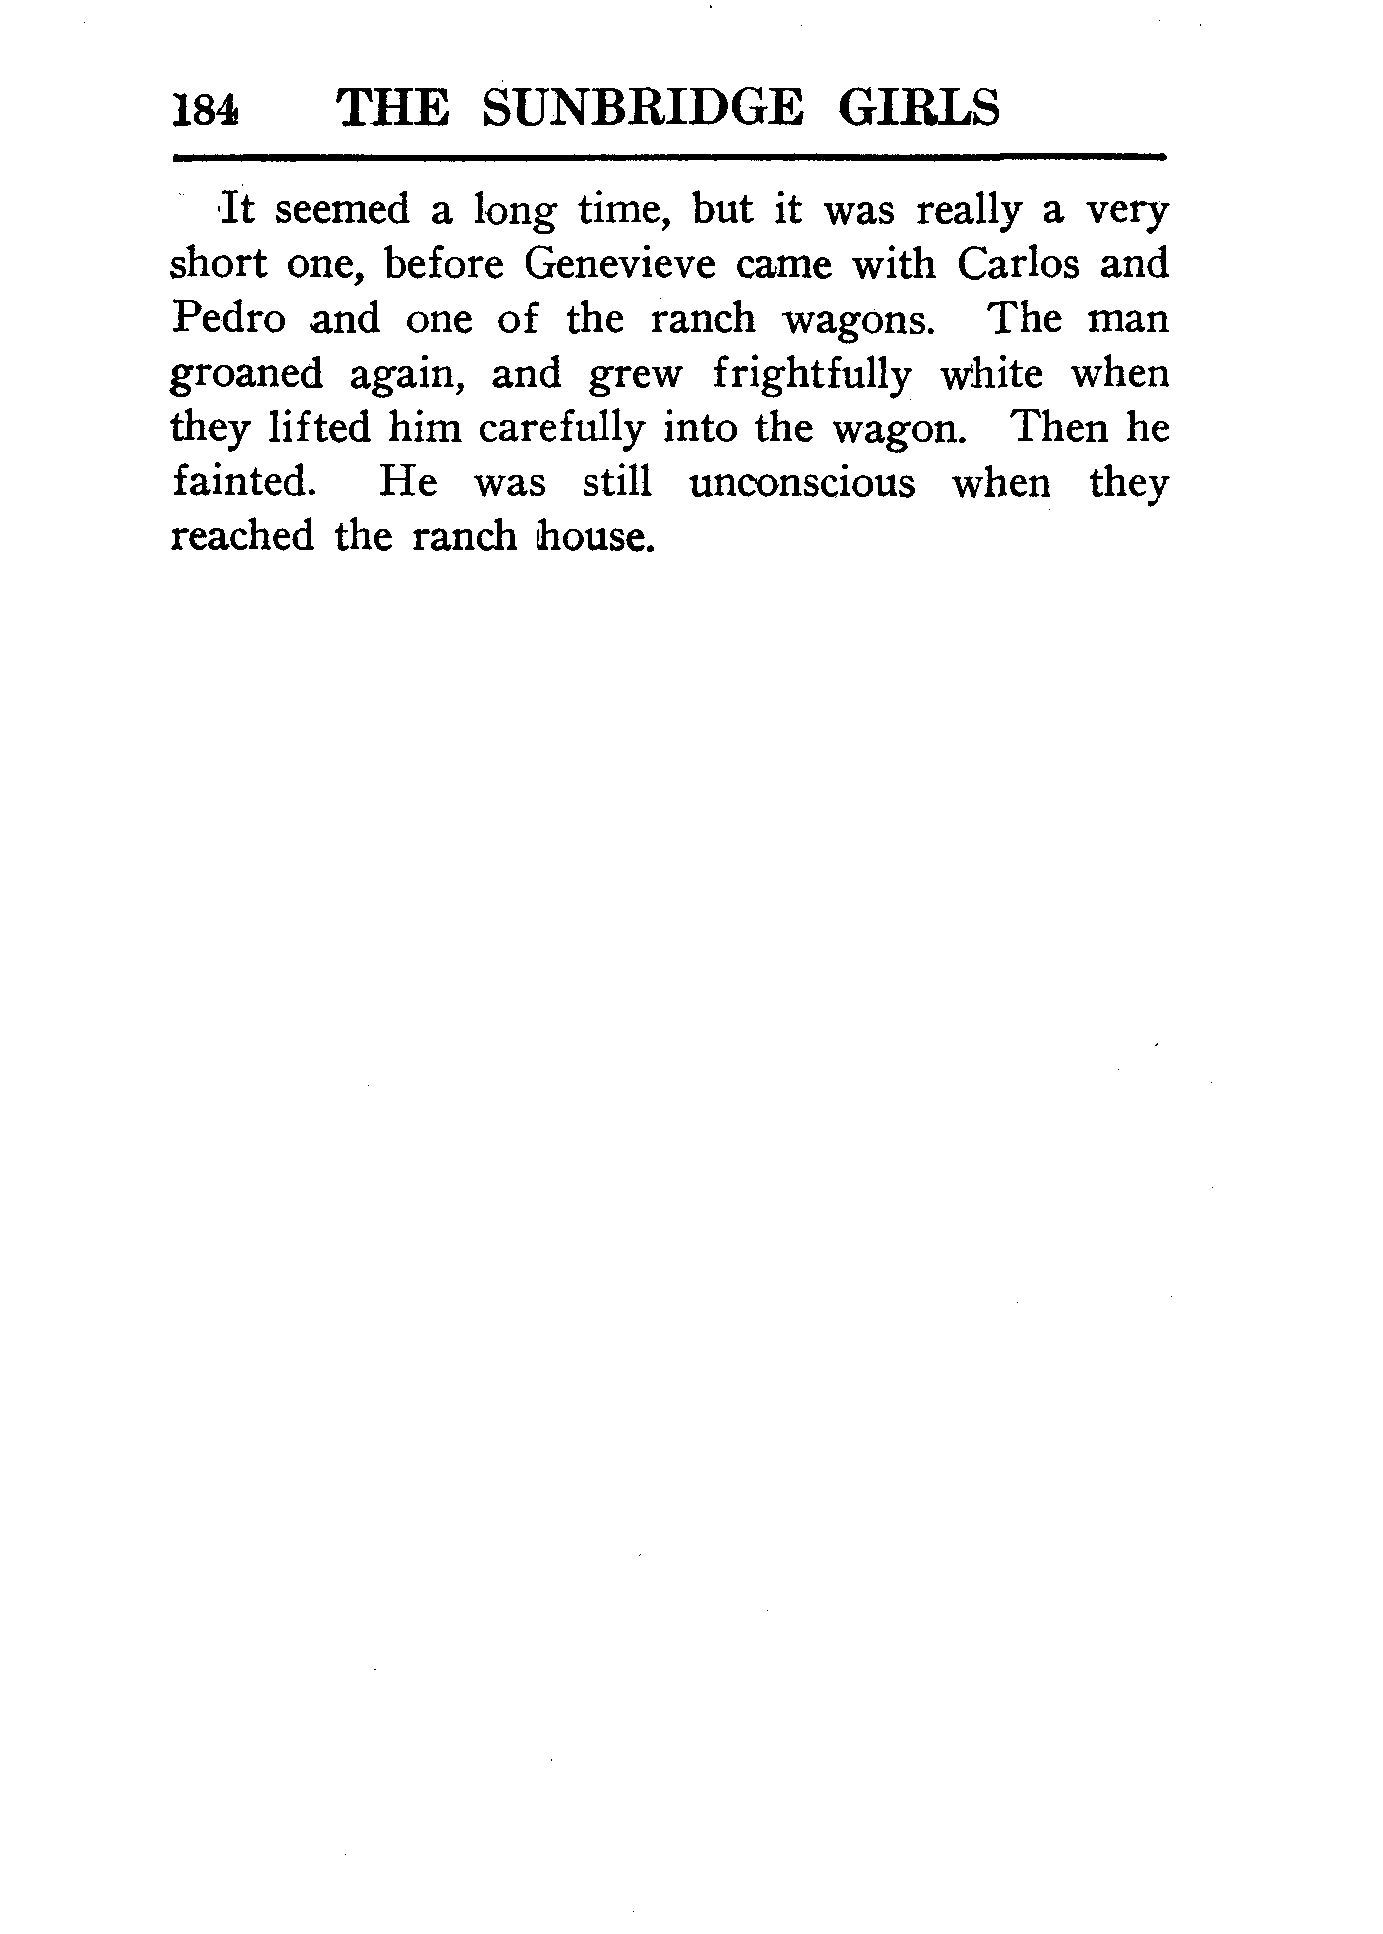 184 THE SUNBRIDGE GIRLS
It seemed a long time, but it was really a very
short one, before Genevieve came with Carlos and
Pedro and one of the ranch wagons. The man
groaned again, and grew frightfully white when
they lifted him carefully into the wagon. Then he
fainted. He was still unconscious when they
reached the ranch house.